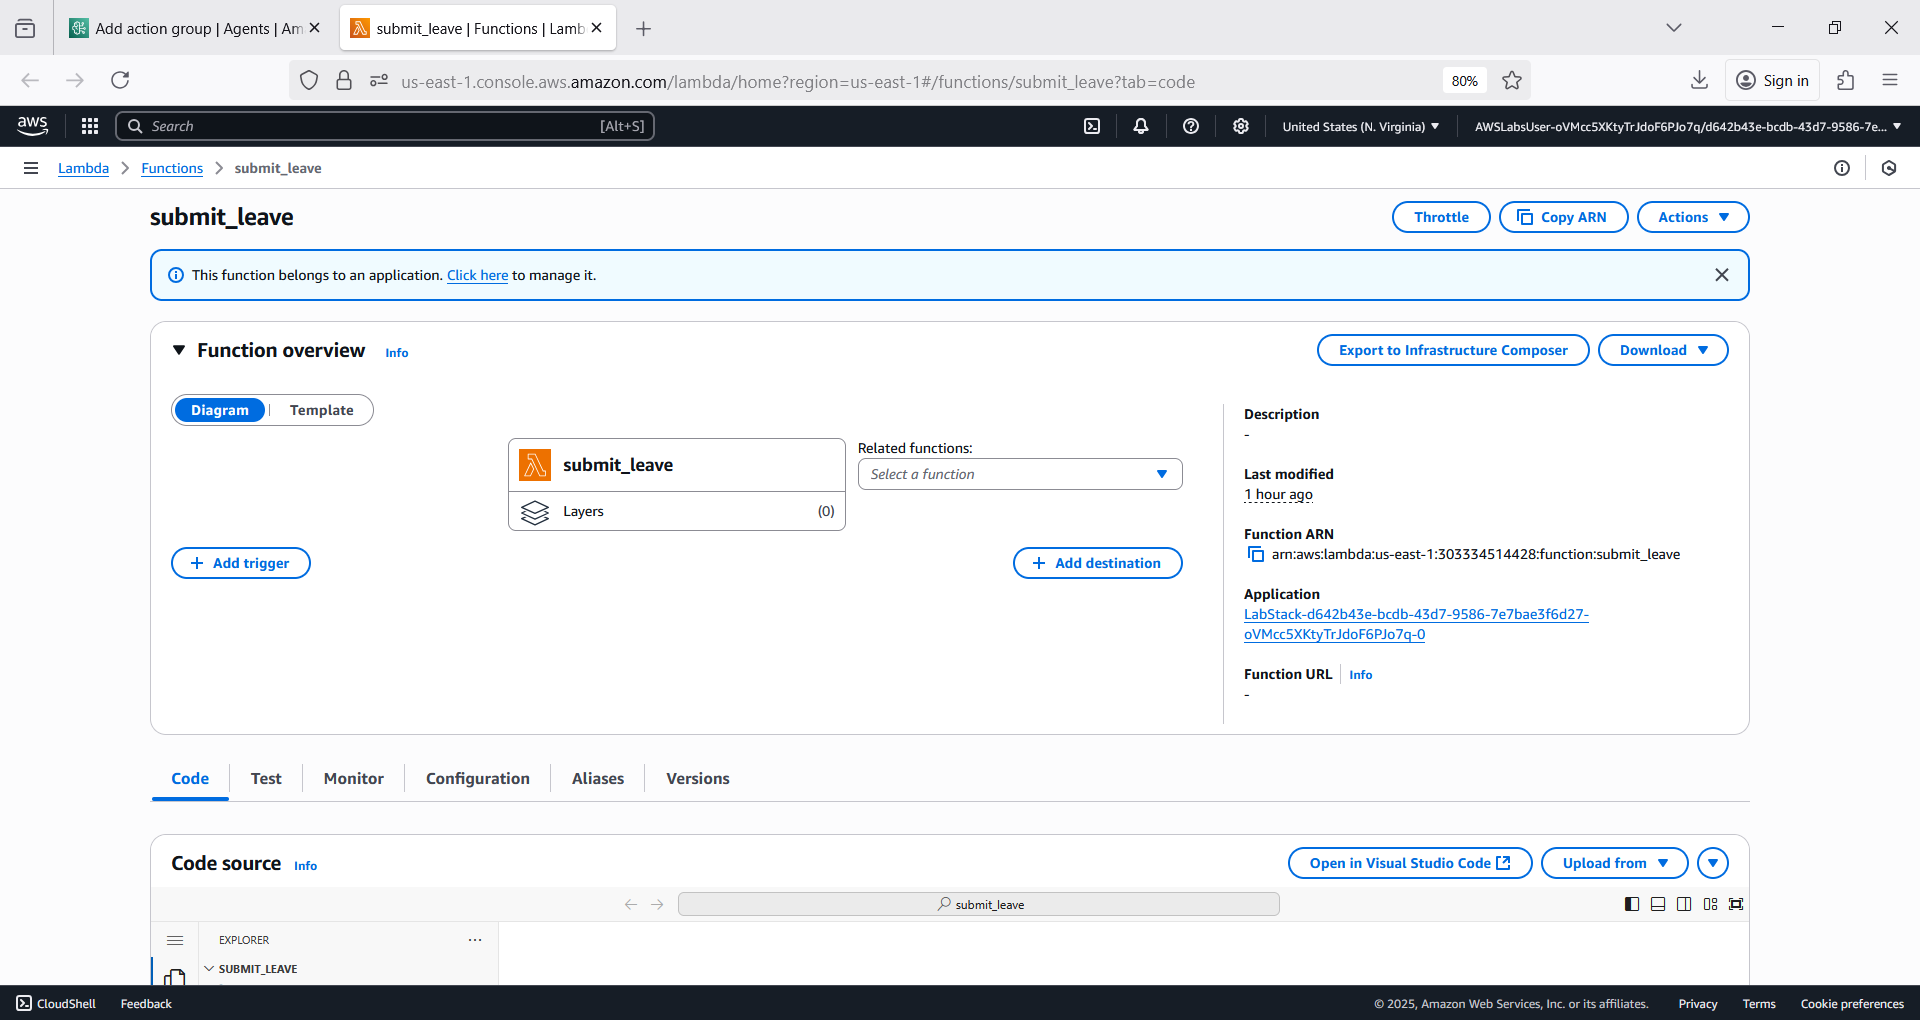 Add action group | Agents | Am
submit_leave | Functions | Lamb
us-east-1.console.aws.amazon.com/lambda/home?region=us-east-1#/functions/submit_leave?tab=code
80%
Sign in
aws
Search
[Alt+S]
United States (N. Virginia)
AWSLabsUser-oVMcc5XKtyTrJdoF6PJo7q/d642b43e-bcdb-43d7-9586-7e...
Lambda
Functions
submit_leave
submit_leave
Throttle
Copy ARN
Actions
This function belongs to an application. Click here to manage it.
Function overview
Info
Export to Infrastructure Composer
Download
Diagram
Template
submit_leave
Layers
(0)
Related functions:
Select a function
Add trigger
Add destination
Description
-
Last modified
1 hour ago
Function ARN
arn:aws:lambda:us-east-1:303334514428:function:submit_leave
Application
LabStack-d642b43e-bcdb-43d7-9586-7e7bae3f6d27-
oVMcc5XKtyTrJdoF6PJo7q-0
Function URL
Info
-
Code
Test
Monitor
Configuration
Aliases
Versions
Code source
Info
Open in Visual Studio Code
Upload from
submit_leave
EXPLORER
SUBMIT_LEAVE
CloudShell
Feedback
© 2025, Amazon Web Services, Inc. or its affiliates.
Privacy
Terms
Cookie preferences